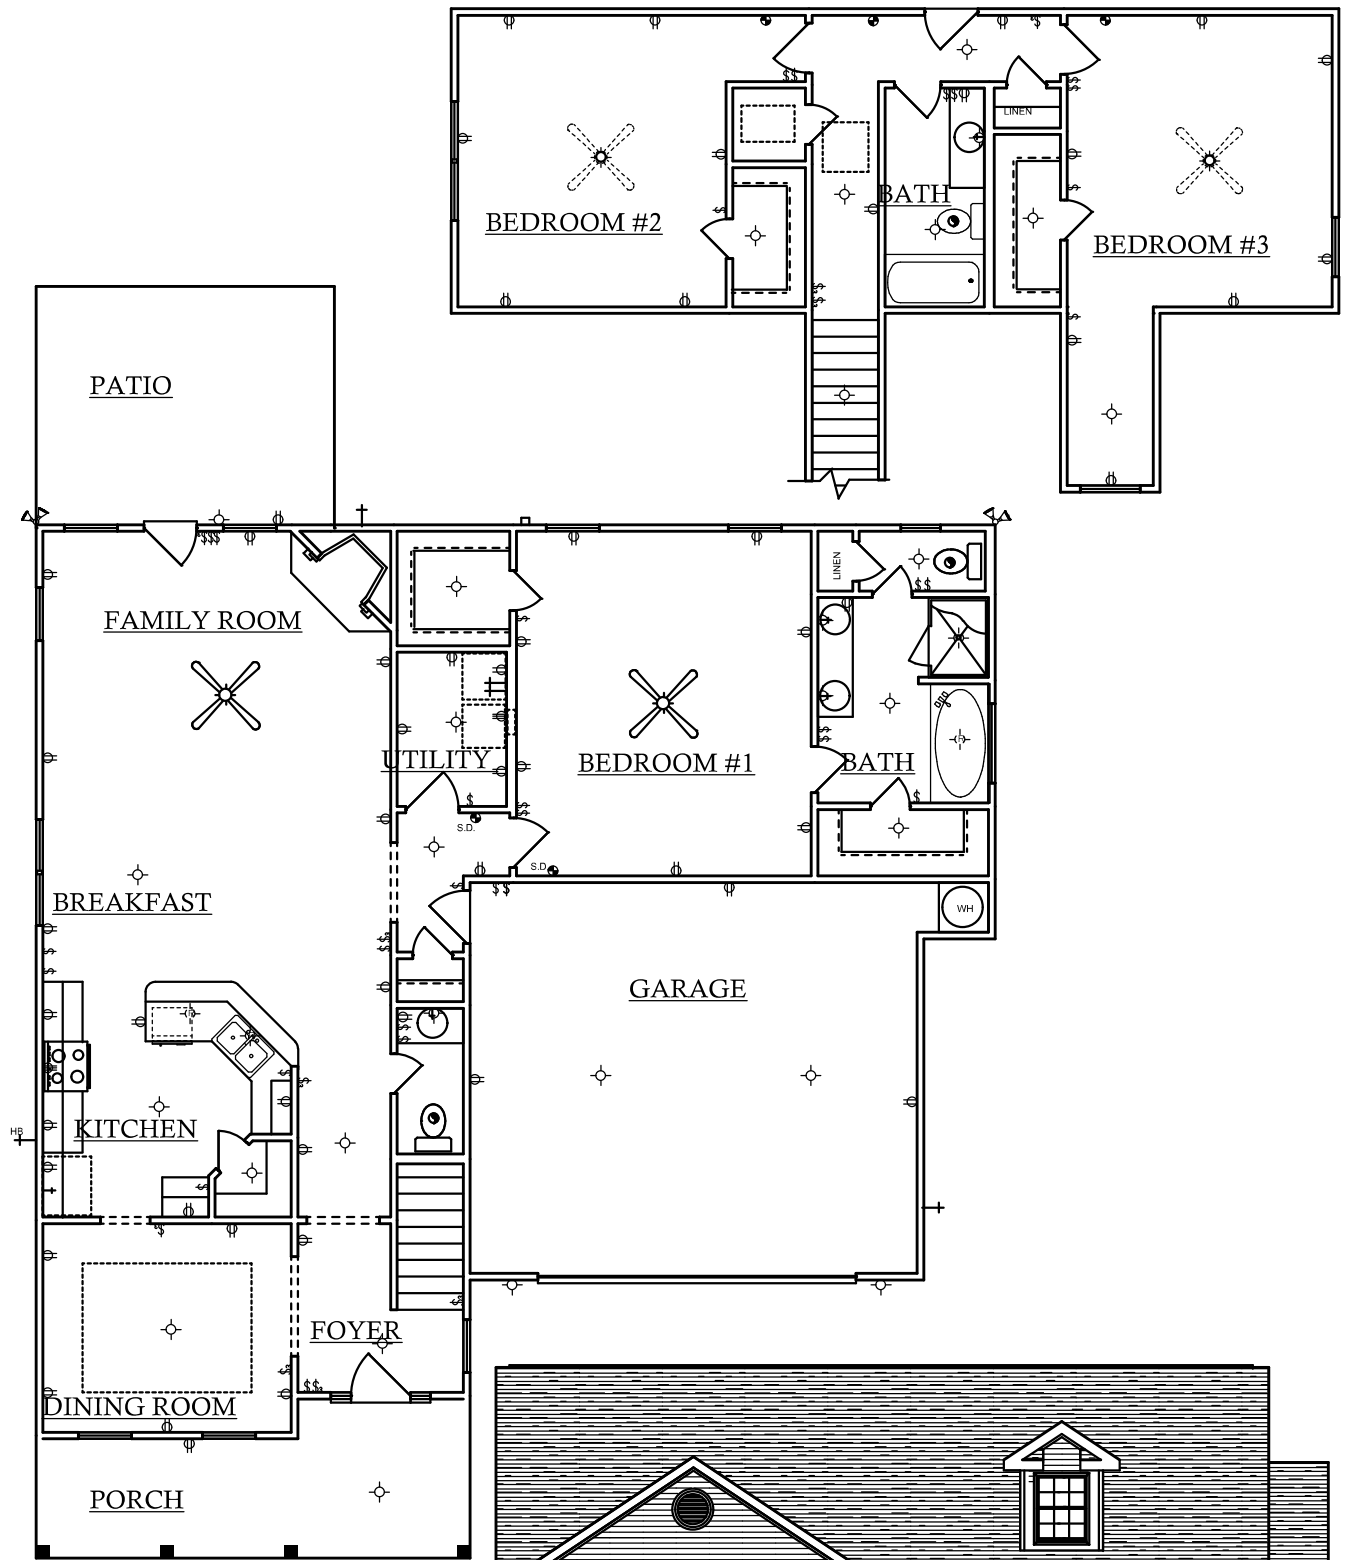 LINEN
BATH
BEDROOM #2
BEDROOM #3
PATIO
LINEN
FAMILY ROOM
UTILITY
BEDROOM #1
BATH
S.D.
S.D.
BREAKFAST
WH
GARAGE
KITCHEN
HB
FOYER
DINING ROOM
PORCH